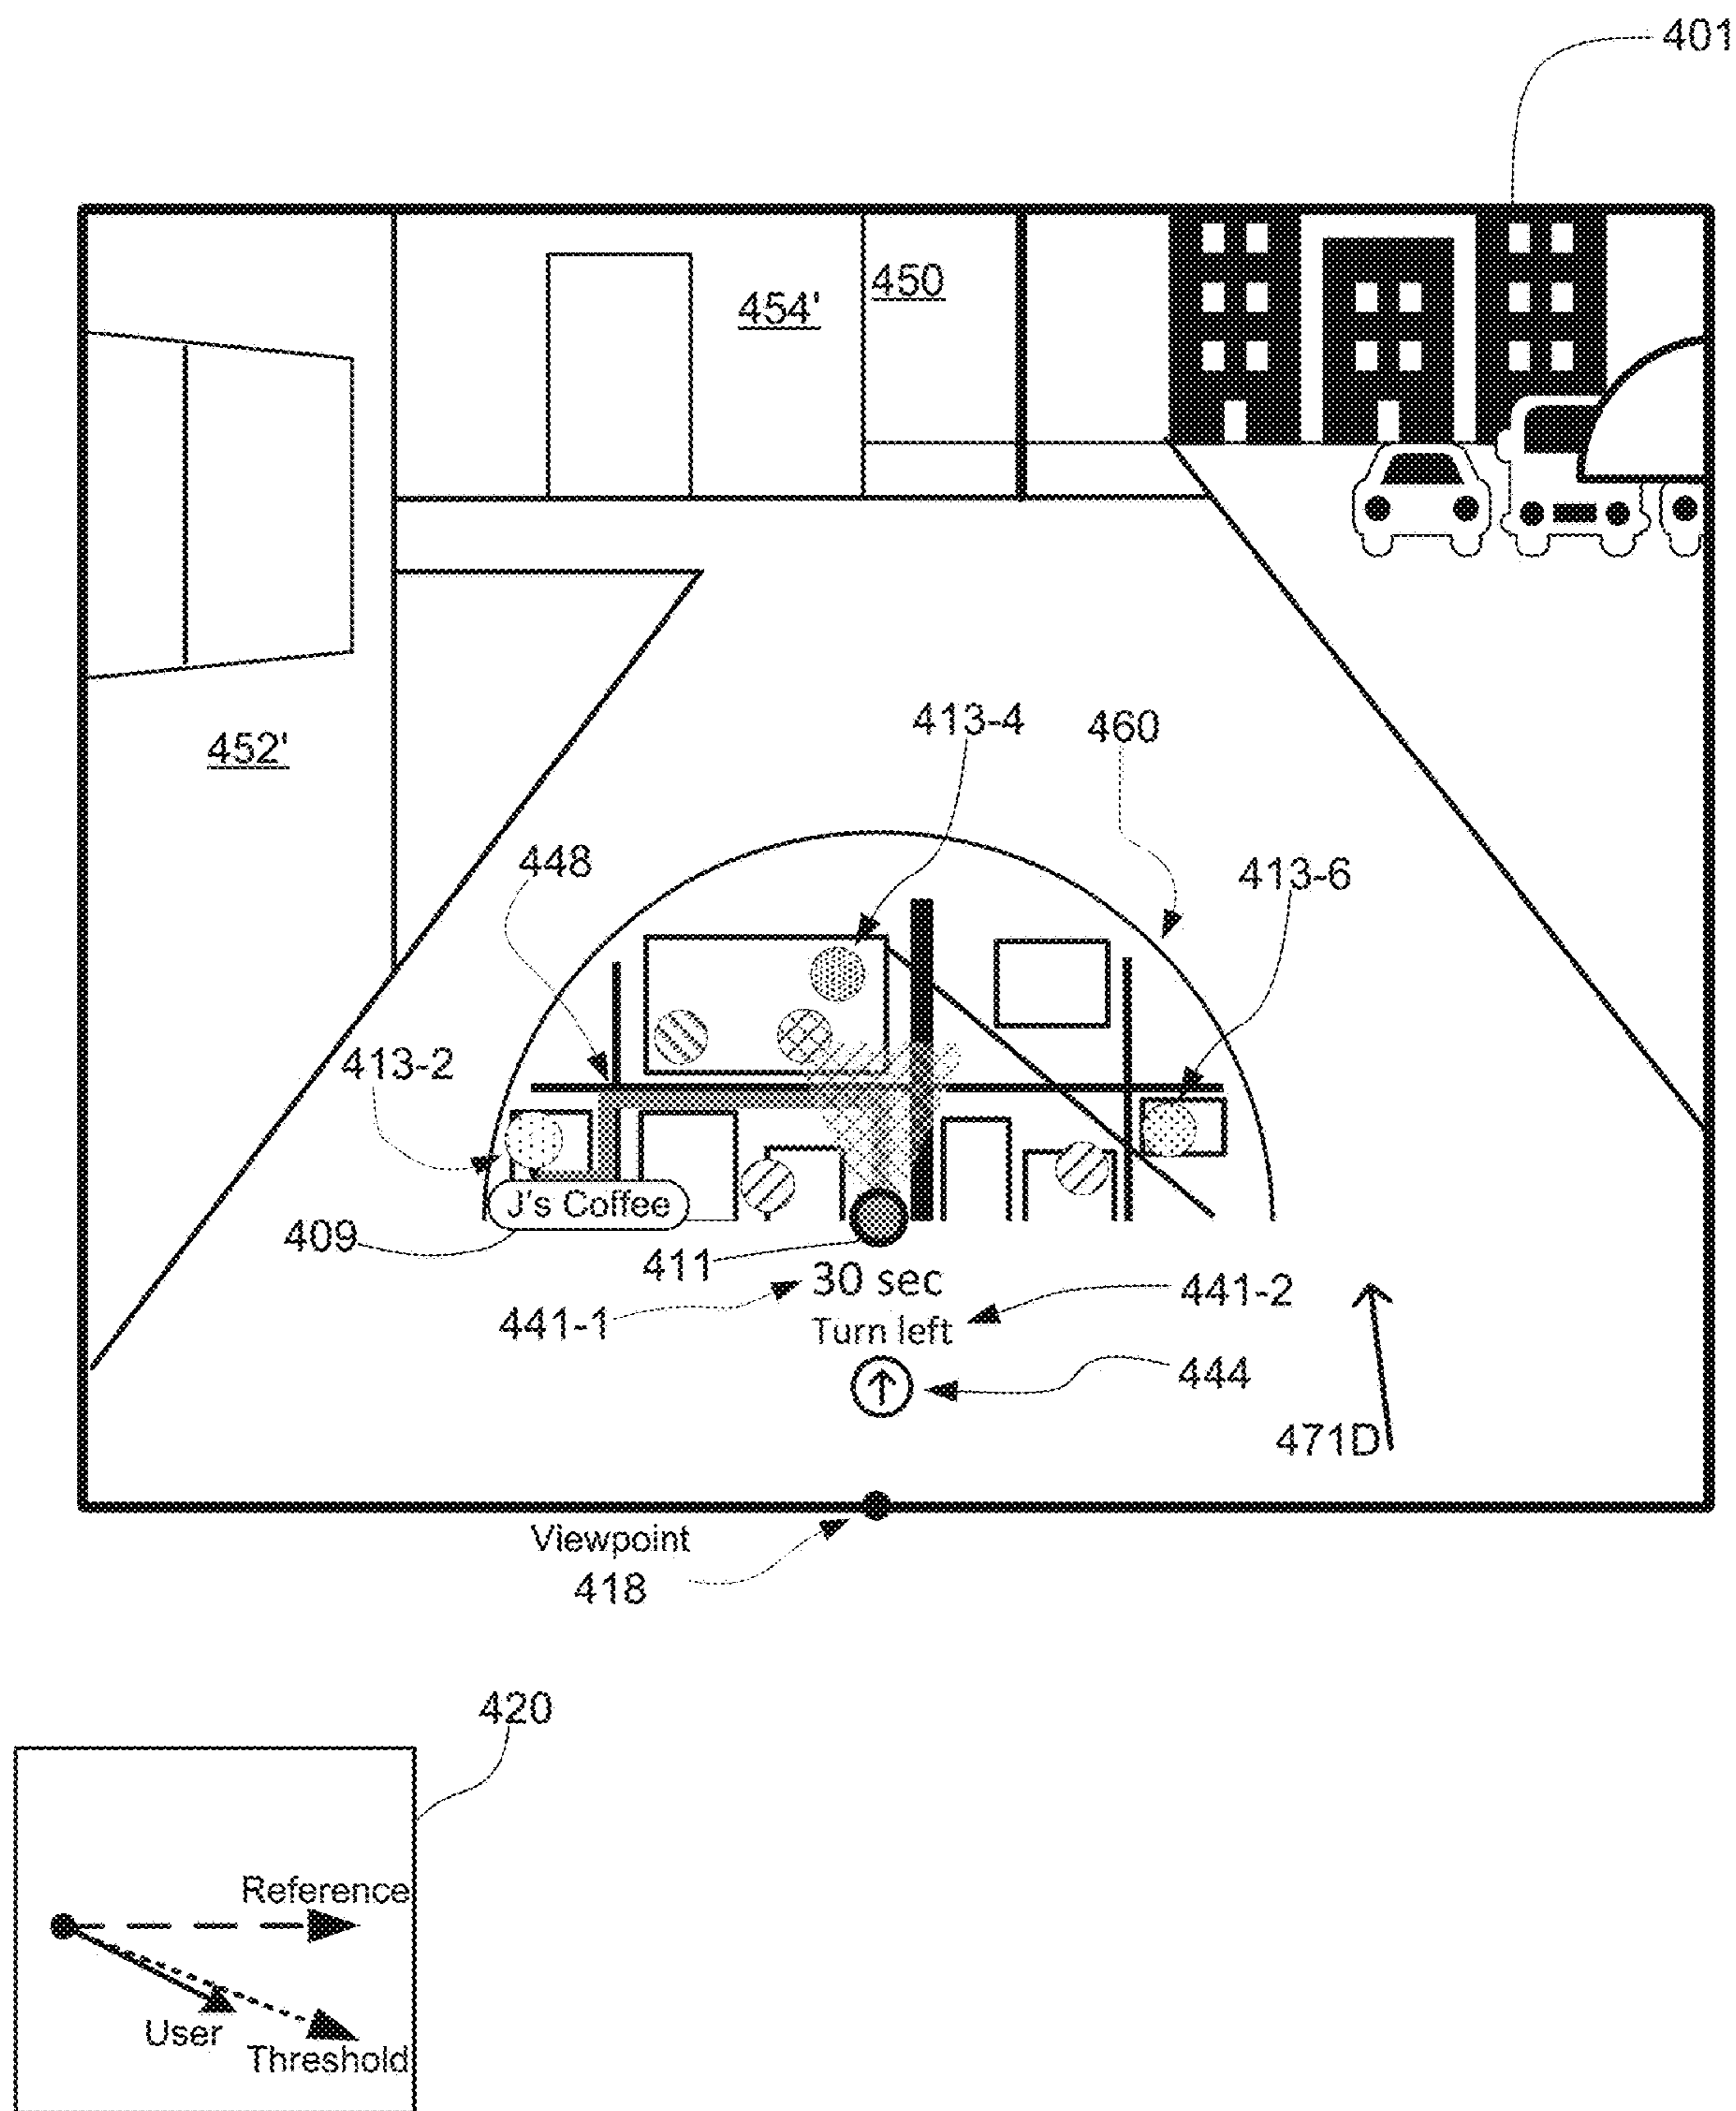 401
450
454'
452'
413-4
460
448
413-6
413-2
J's Coffee
409
411
30 sec
441-1
441-2
Turn left
444
471D
Viewpoint
418
420
Reference
User
Threshold